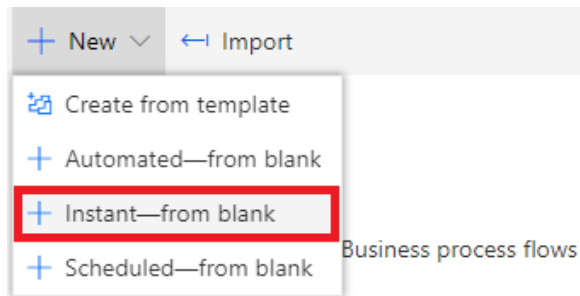 New
Import
Create from template
Automated—from blank
Instant—from blank
Business process flows
Scheduled—from blank